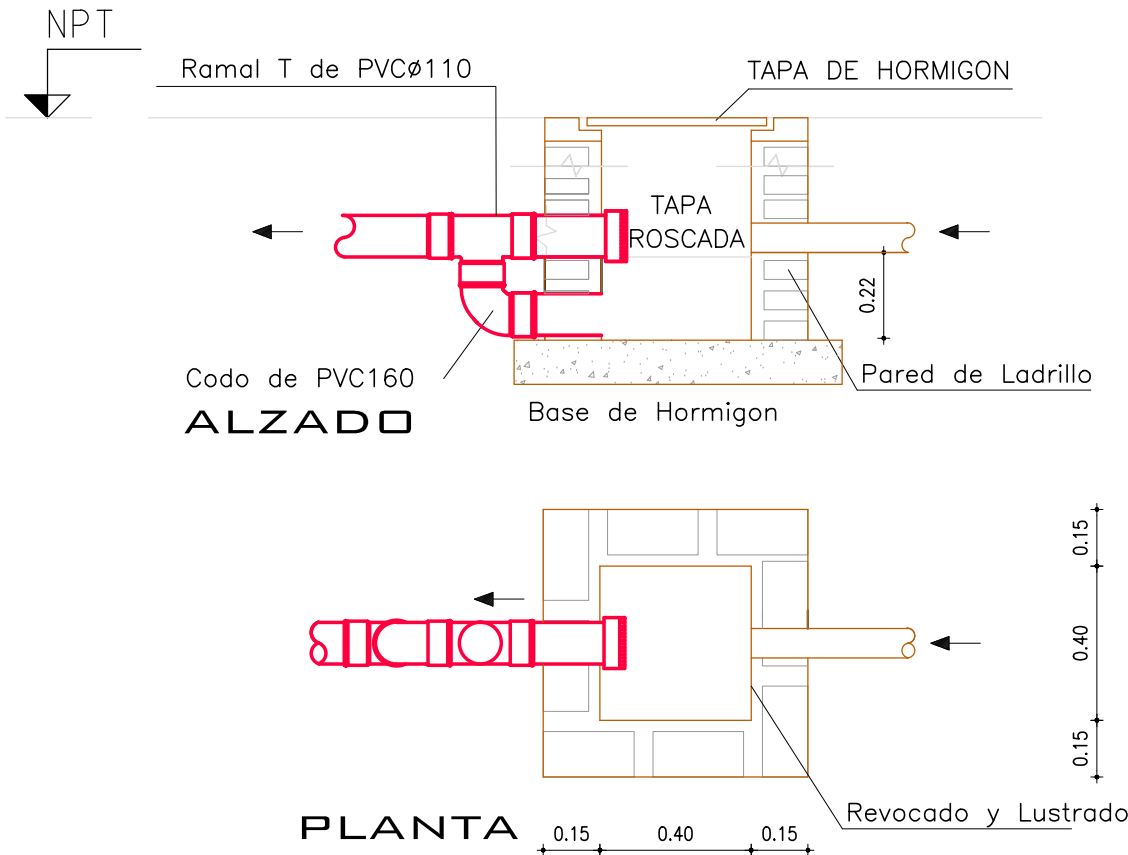 NPT
Ramal T de PVCø110
TAPA DE HORMIGON
TAPA
ROSCADA
0.22
Codo de PVC160
Pared de Ladrillo
ALZADO
Base de Hormigon
0.15
0.40
0.15
Revocado y Lustrado
PLANTA
0.15
0.40
0.15